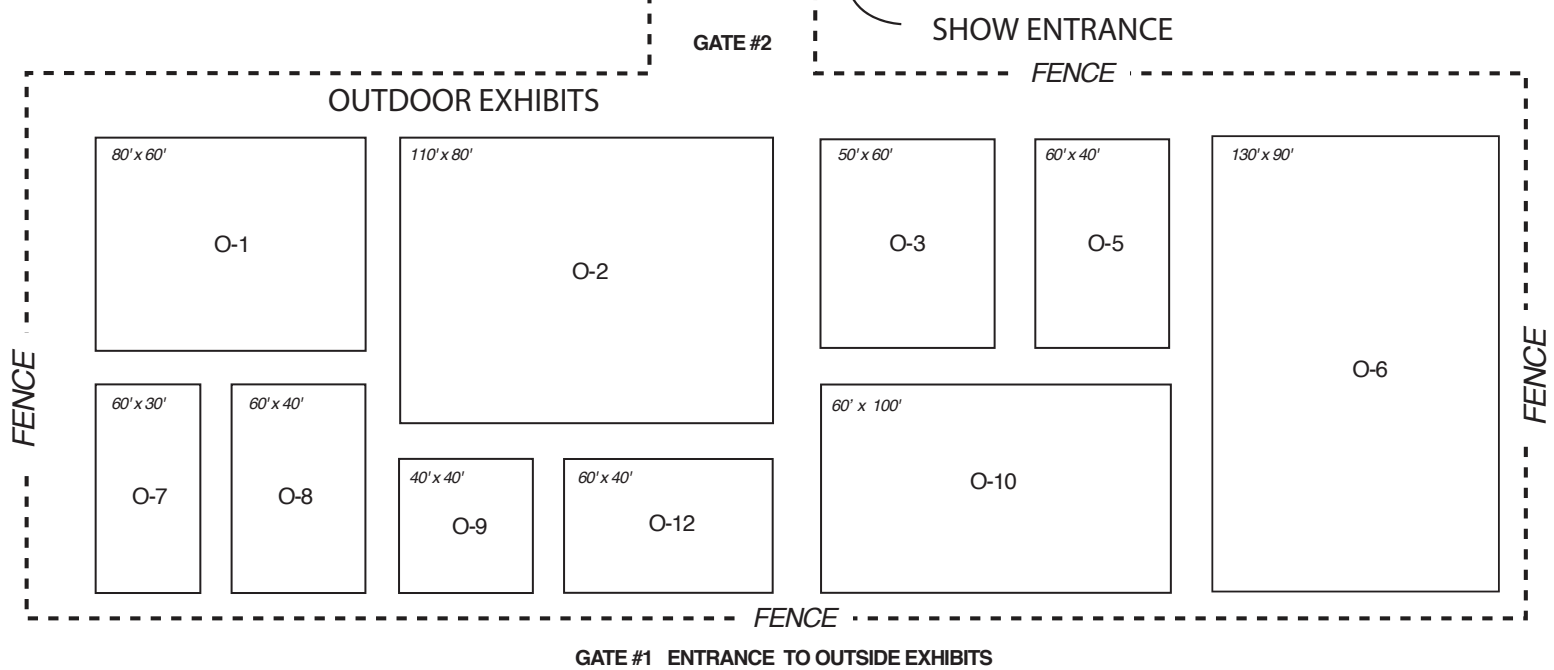 SHOW ENTRANCE
GATE #2
FENCE
OUTDOOR EXHIBITS
80' x 60'
O-1
110' x 80'
O-2
50' x 60'
O-3
60' x 40'
O-5
130' x 90'
O-6
FENCE
FENCE
60' x 30'
O-7
60' x 40'
O-8
40' x 40'
O-9
60' x 40'
O-12
60' x 100'
O-10
FENCE
GATE #1 ENTRANCE TO OUTSIDE EXHIBITS